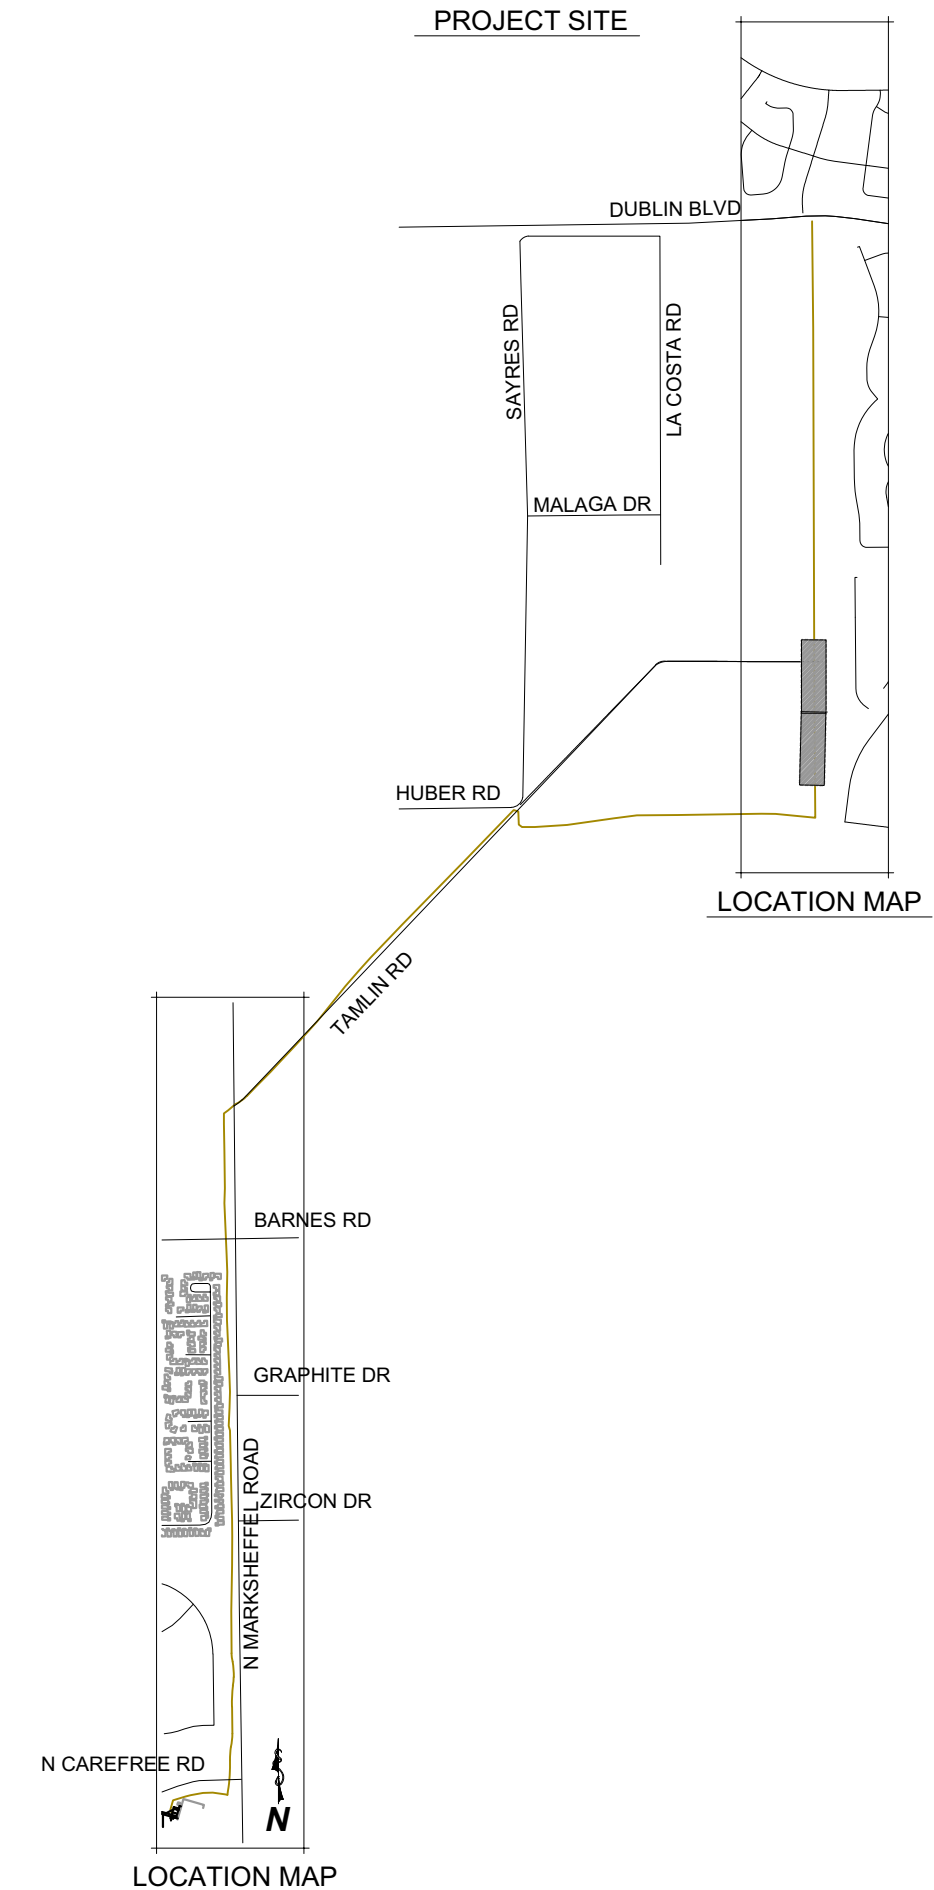 PROJECT SITE
DUBLIN BLVD
SAYRES RD
LA COSTA RD
MALAGA DR
HUBER RD
LOCATION MAP
TAMLIN RD
BARNES RD
GRAPHITE DR
N MARKSHEFFEL ROAD
ZIRCON DR
N CAREFREE RD
N
LOCATION MAP